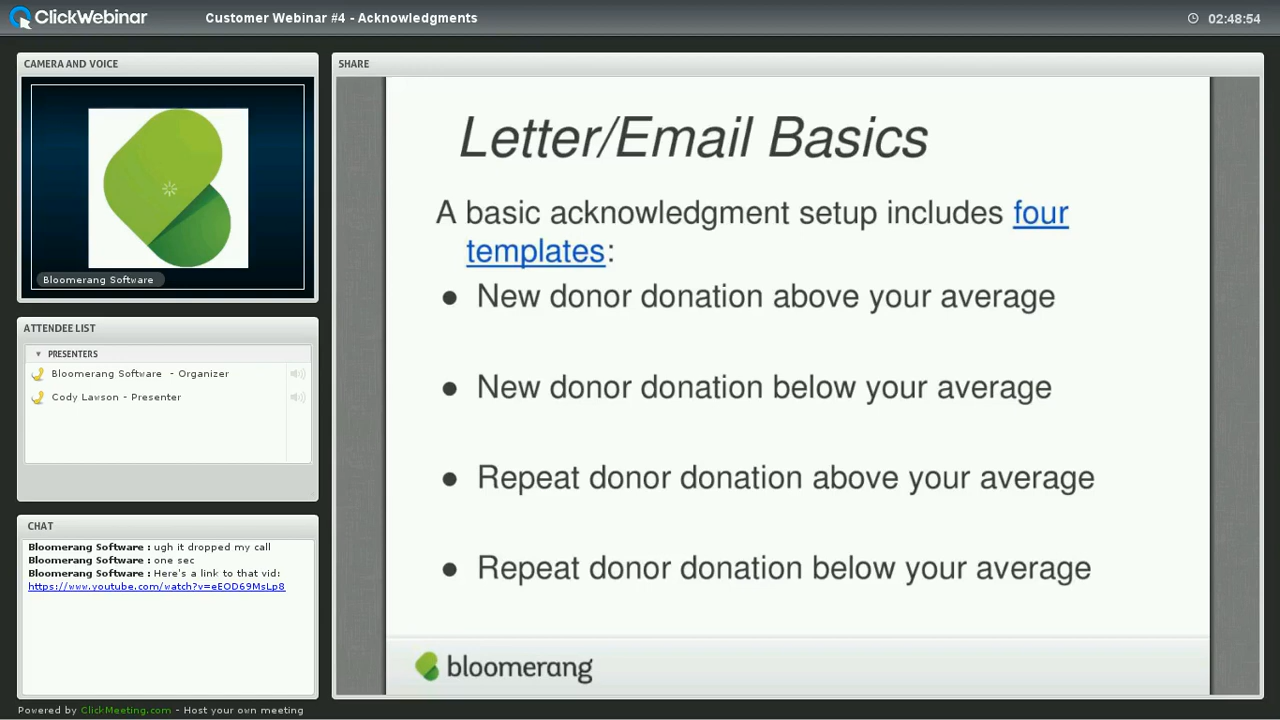 ClickWebinar
Customer Webinar #4 - Acknowledgments
02:48:54
CAMERA AND VOICE
Bloomerang Software
ATTENDEE LIST
PRESENTERS
Bloomerang Software - Organizer
Cody Lawson - Presenter
CHAT
Bloomerang Software : ugh it dropped my call
Bloomerang Software : one sec
Bloomerang Software : Here's a link to that vid:
https://www.youtube.com/watch?v=eEOD69MsLp8
SHARE
Letter/Email Basics
A basic acknowledgment setup includes four
templates:
● New donor donation above your average
● New donor donation below your average
● Repeat donor donation above your average
● Repeat donor donation below your average
bloomerang
Powered by ClickMeeting.com - Host your own meeting